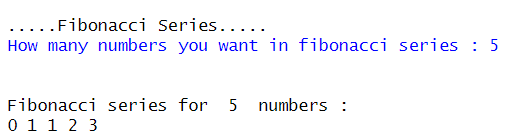 .....Fibonacci Series.....
How many numbers you want in fibonacci series : 5
Fibonacci series for  5  numbers :
0 1 1 2 3